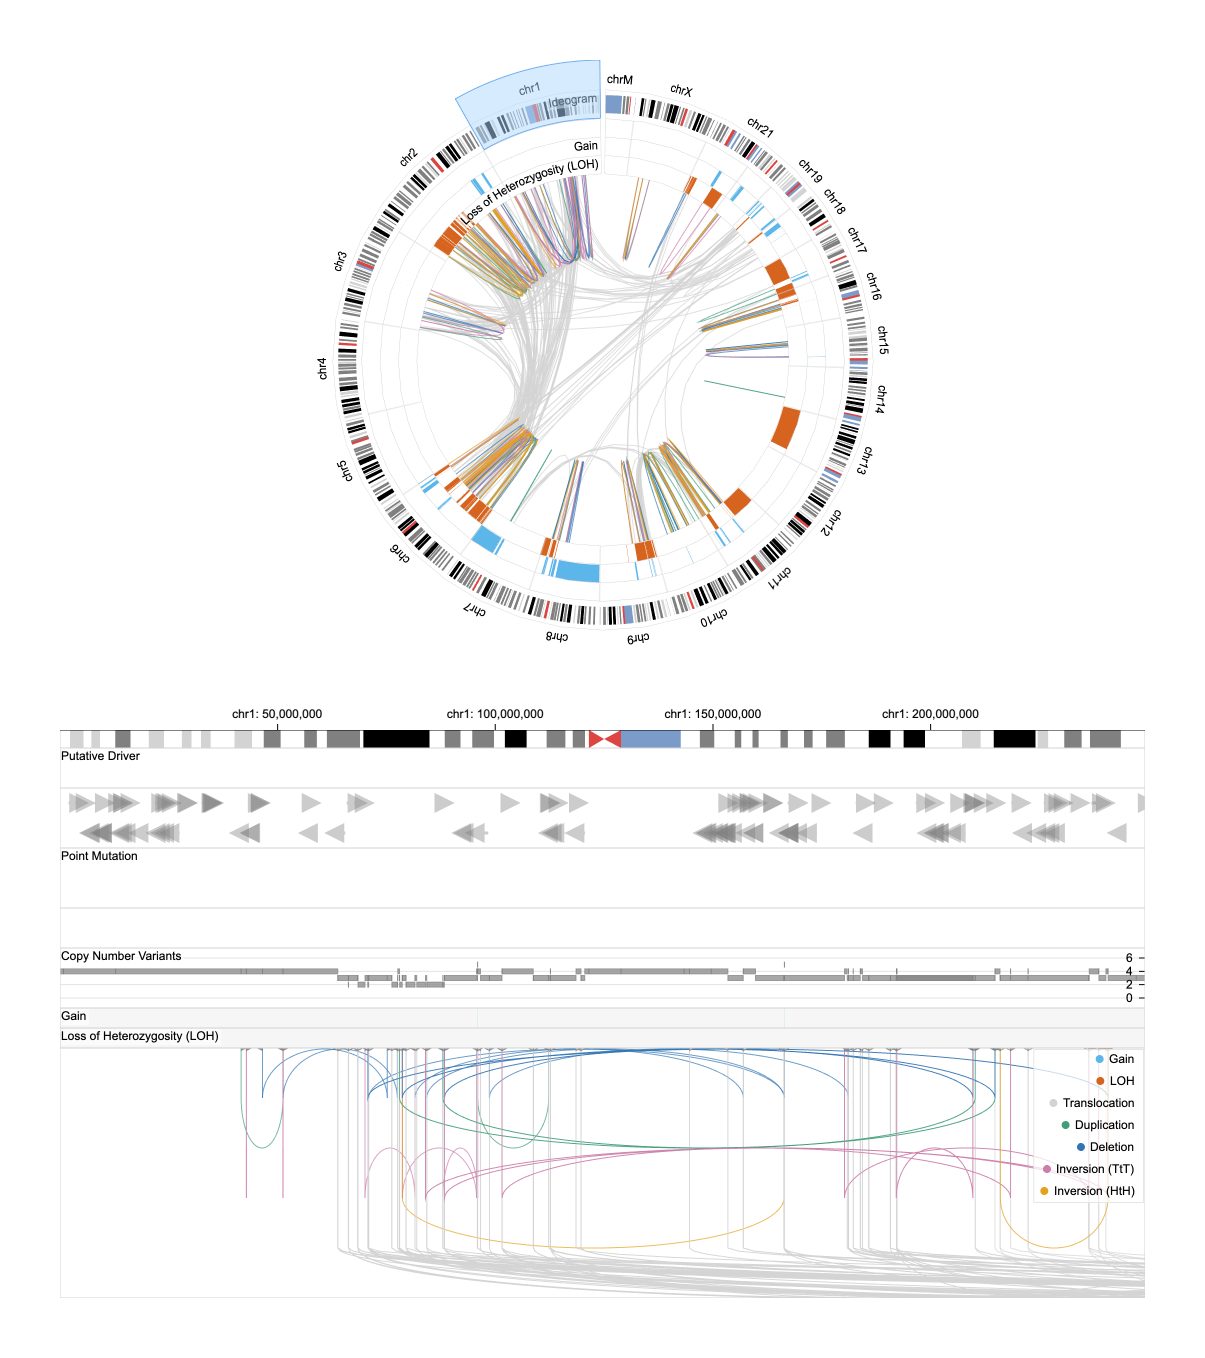 chr1
Ideogram
Gain
Loss of Heterozygosity (LOH)
chrM
chrX
chr21
chr19
chr18
chr17
chr16
chr15
chr14
chr13
chr12
chr11
chr10
chr9
chr8
chr7
chr6
chr5
chr4
chr3
chr2
chr1: 50,000,000
chr1: 100,000,000
chr1: 150,000,000
chr1: 200,000,000
Putative Driver
Point Mutation
Copy Number Variants
6
4
2
0
Gain
Loss of Heterozygosity (LOH)
Gain
LOH
Translocation
Duplication
Deletion
Inversion (TtT)
Inversion (HtH)